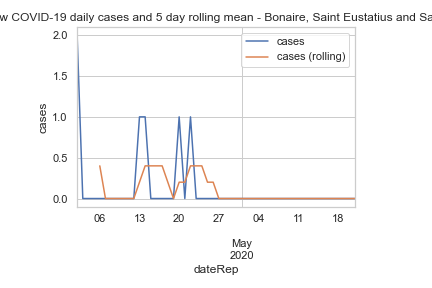 w COVID-19 daily cases and 5 day rolling mean - Bonaire, Saint Eustatius and Sa
cases
cases (rolling)
2.0
1.5
1.0
0.5
0.0
cases
06 13 20 27 04 11 18
May
2020
dateRep